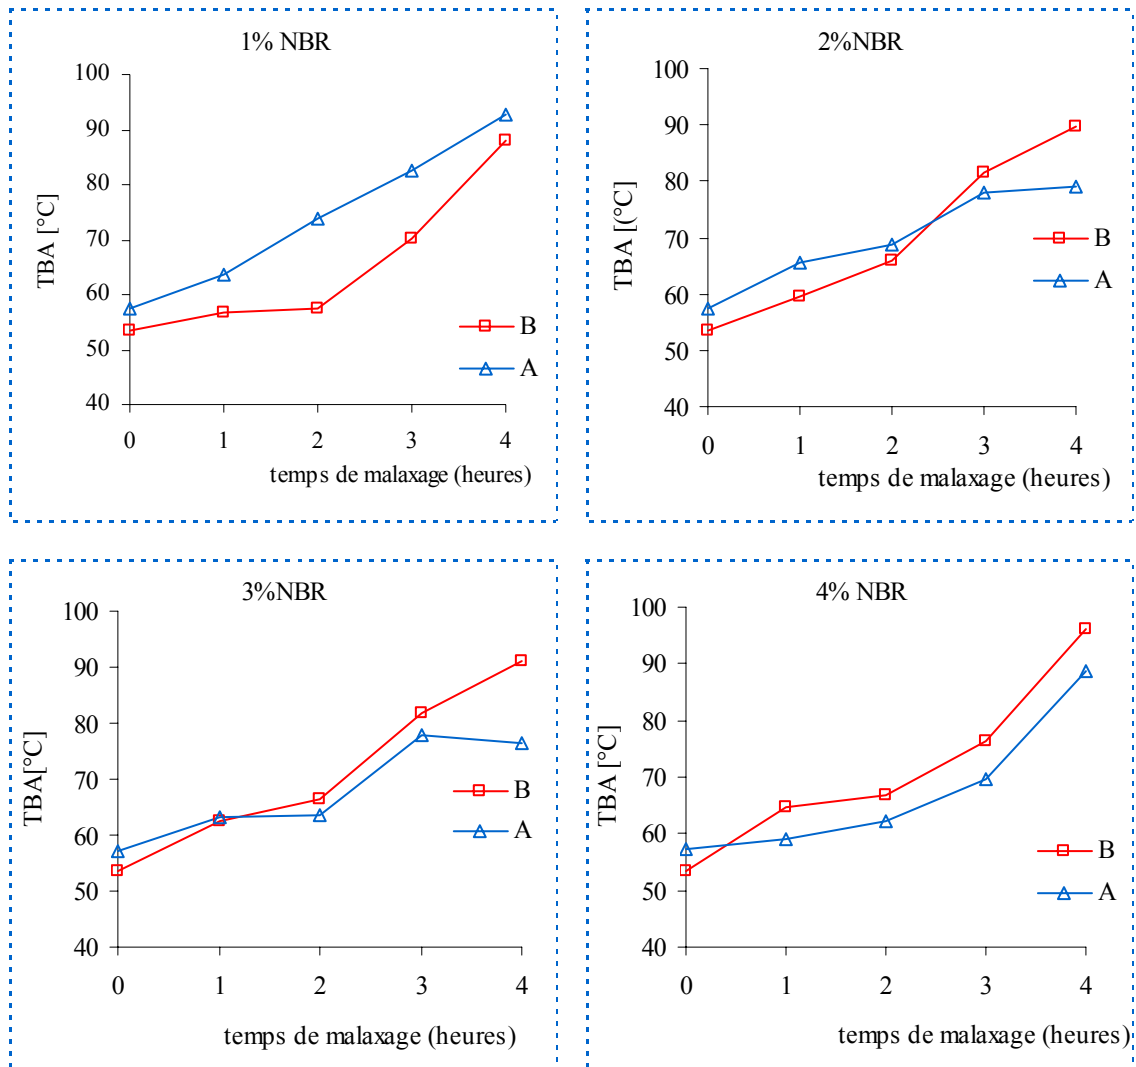 1% NBR
100
90
80
70
60
50
40
TBA [°C]
B
A
0 1 2 3 4
temps de malaxage (heures)
2%NBR
100
90
80
70
60
50
40
TBA [(°C]
B
A
0 1 2 3 4
temps de malaxage (heures)
3%NBR
100
90
80
70
60
50
40
TBA[°C]
B
A
0 1 2 3 4
temps de malaxage (heures)
4% NBR
100
90
80
70
60
50
40
TBA [°C]
B
A
0 1 2 3 4
temps de malaxage (heures)